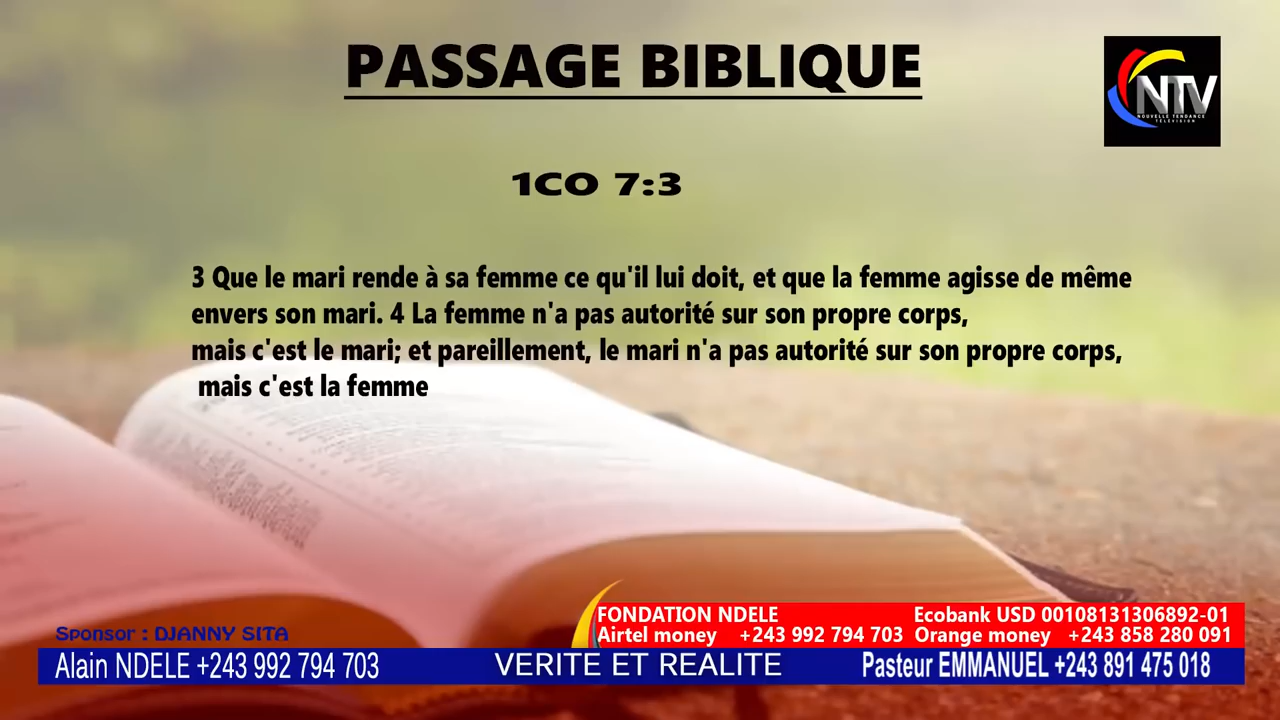 PASSAGE BIBLIQUE
NTV
NOUVELLE TENDANCE
TÉLÉVISION
1CO 7:3
3 Que le mari rende à sa femme ce qu'il lui doit, et que la femme agisse de même
envers son mari. 4 La femme n'a pas autorité sur son propre corps,
mais c'est le mari; et pareillement, le mari n'a pas autorité sur son propre corps,
mais c'est la femme
FONDATION NDELE Ecobank USD 00108131306892-01
Airtel money +243 992 794 703 Orange money +243 858 280 091
Sponsor : DJANNY SITA
Alain NDELE +243 992 794 703 VERITE ET REALITE Pasteur EMMANUEL +243 891 475 018